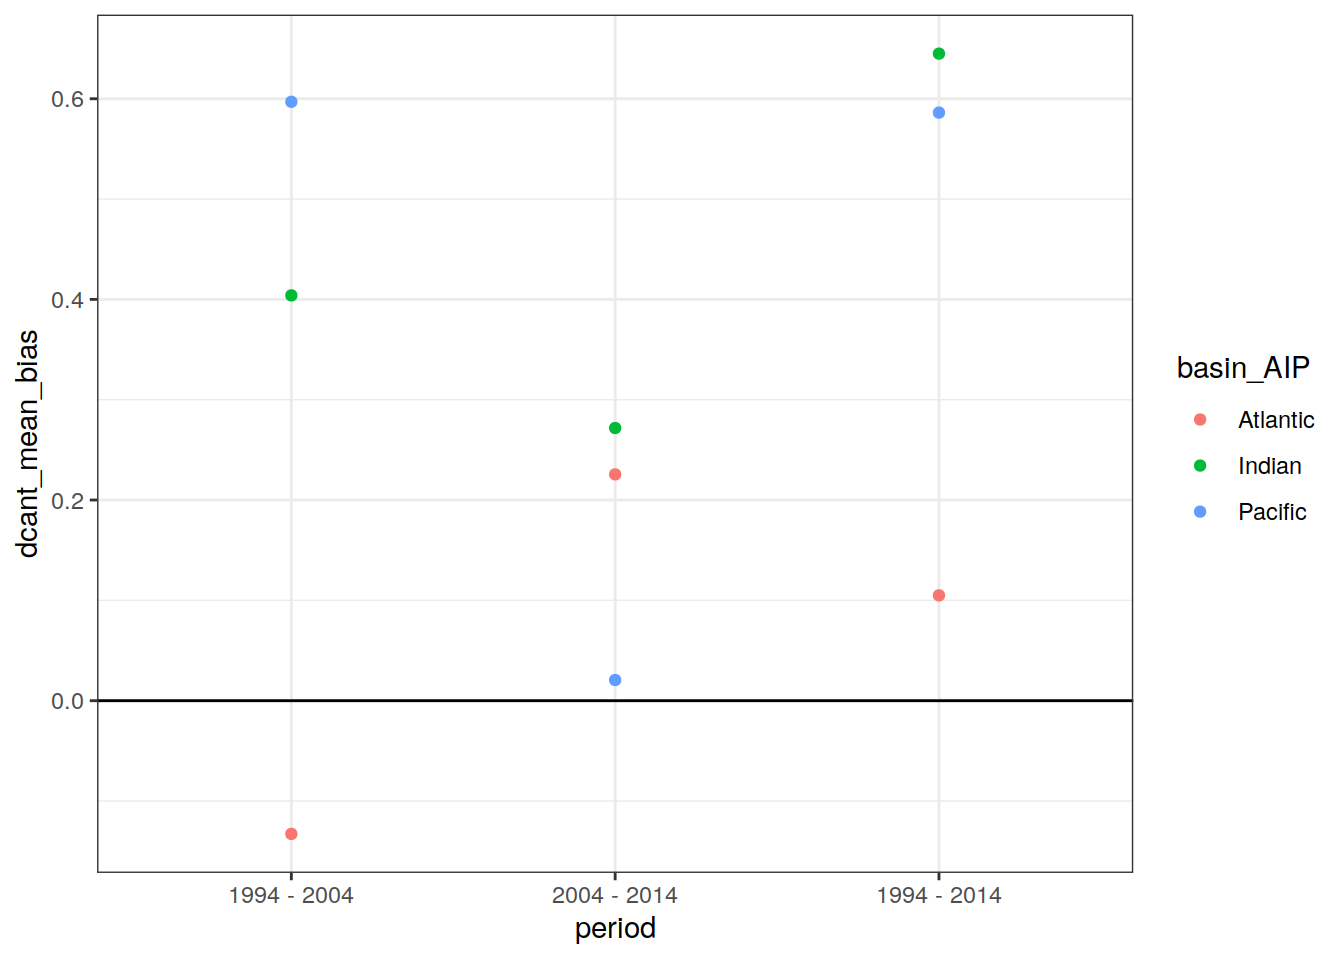 dcant_mean_bias
0.6
0.4
0.2
0.0
1994 - 2004
2004 - 2014
1994 - 2014
period
basin_AIP
Atlantic
Indian
Pacific